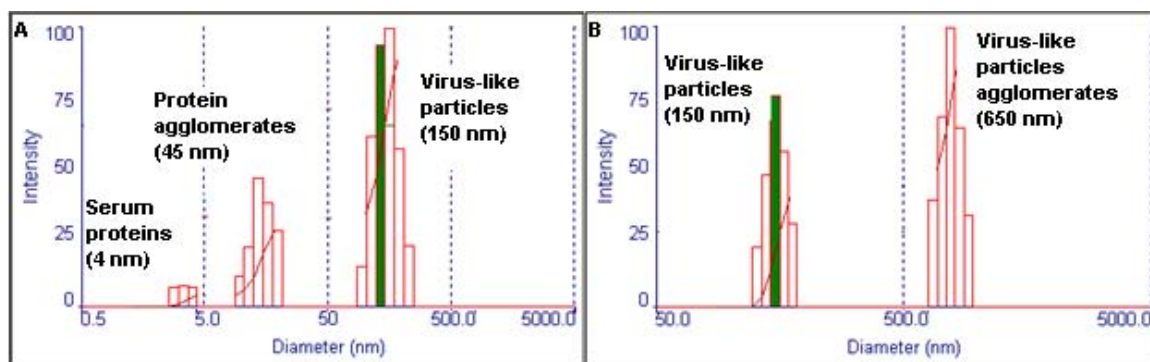 A
100
75
50
25
0
Intensity
Serum
proteins
(4 nm)
Protein
agglomerates
(45 nm)
Virus-like
particles
(150 nm)
0.5
5.0
50
500.0
5000.0
Diameter (nm)
B
100
75
50
25
0
Intensity
Virus-like
particles
(150 nm)
Virus-like
particles
agglomerates
(650 nm)
50.0
500.0
5000.0
Diameter (nm)